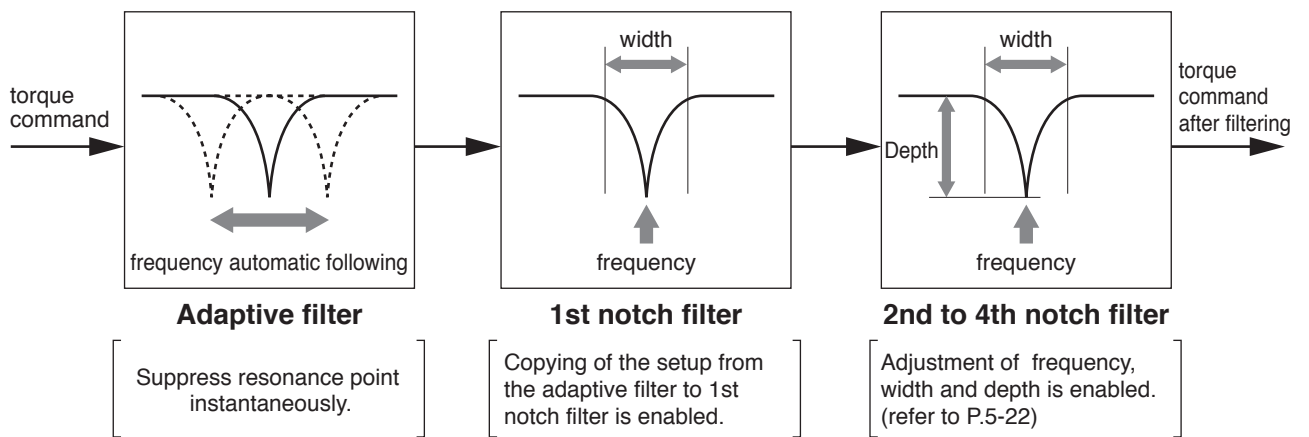 torque
command
frequency automatic following
Adaptive filter
Suppress resonance point
instantaneously.
width
frequency
1st notch filter
Copying of the setup from
the adaptive filter to 1st
notch filter is enabled.
width
Depth
frequency
2nd to 4th notch filter
Adjustment of frequency,
width and depth is enabled.
(refer to P.5-22)
torque
command
after filtering